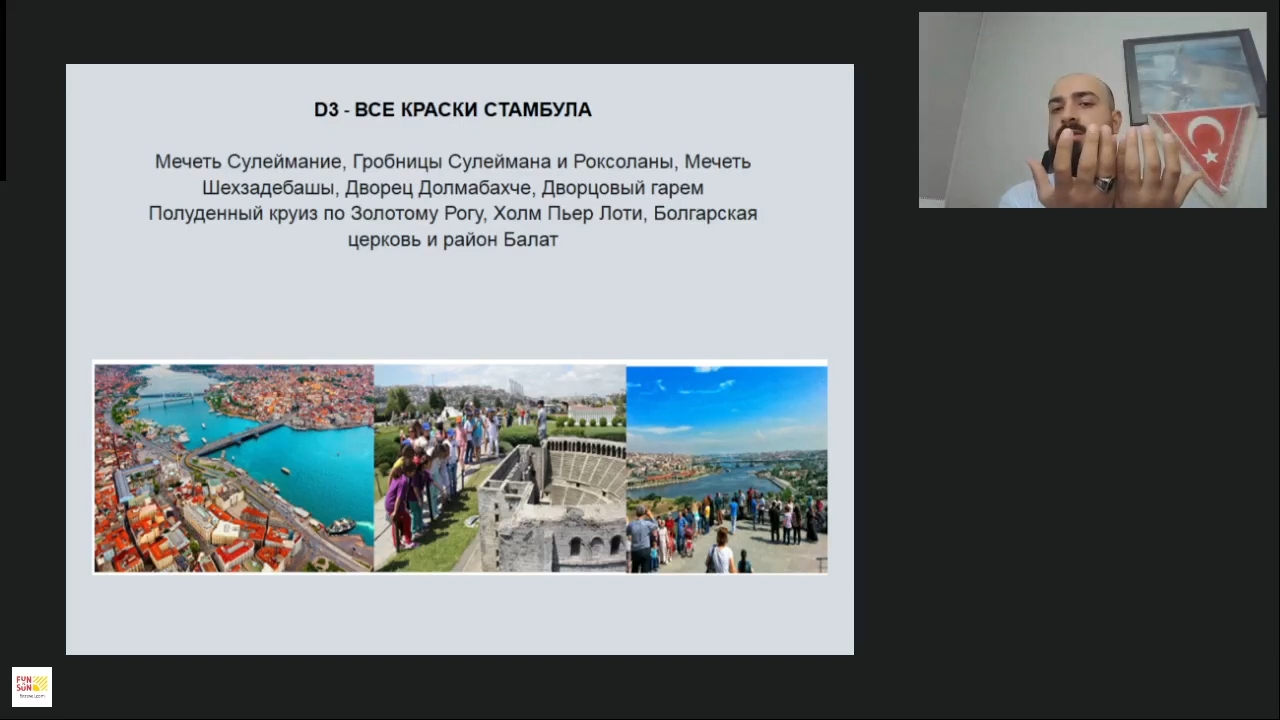 D3 - ВСЕ КРАСКИ СТАМБУЛА
Мечеть Сулеймание, Гробницы Сулеймана и Роксоланы, Мечеть
Шехзадебашы, Дворец Долмабахче, Дворцовый гарем
Полуденный круиз по Золотому Рогу, Холм Пьер Лоти, Болгарская
церковь и район Балат
FUN
SUN